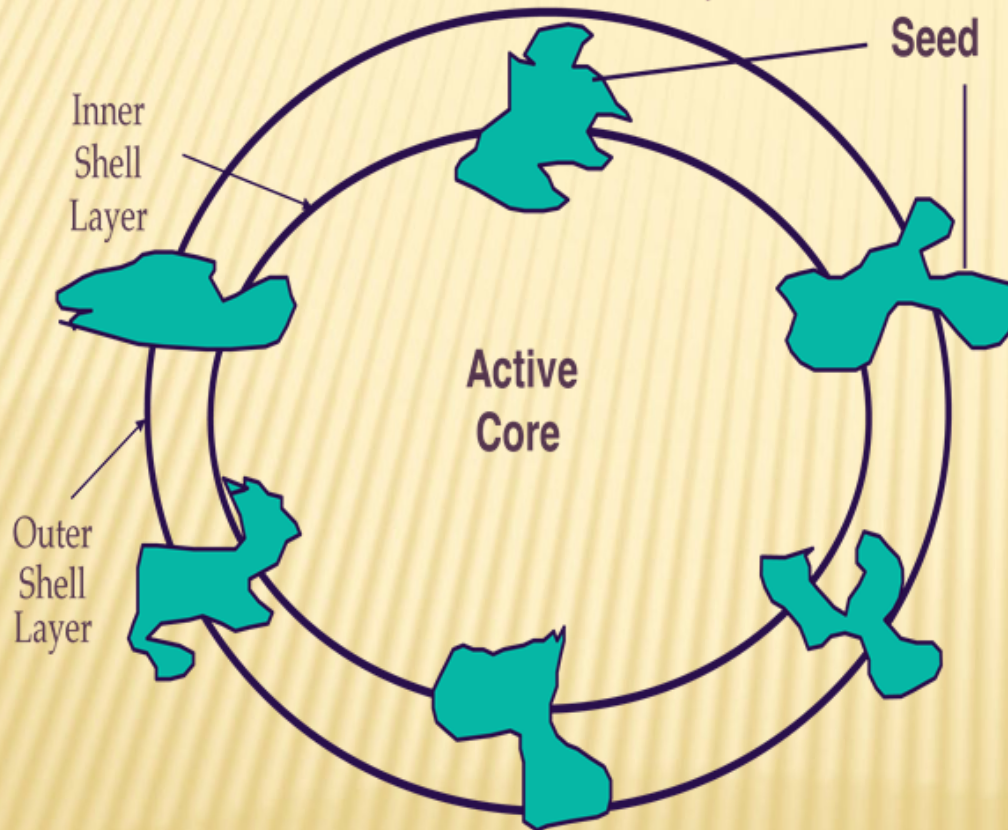 Seed
Inner
Shell
Layer
Active
Core
Outer
Shell
Layer